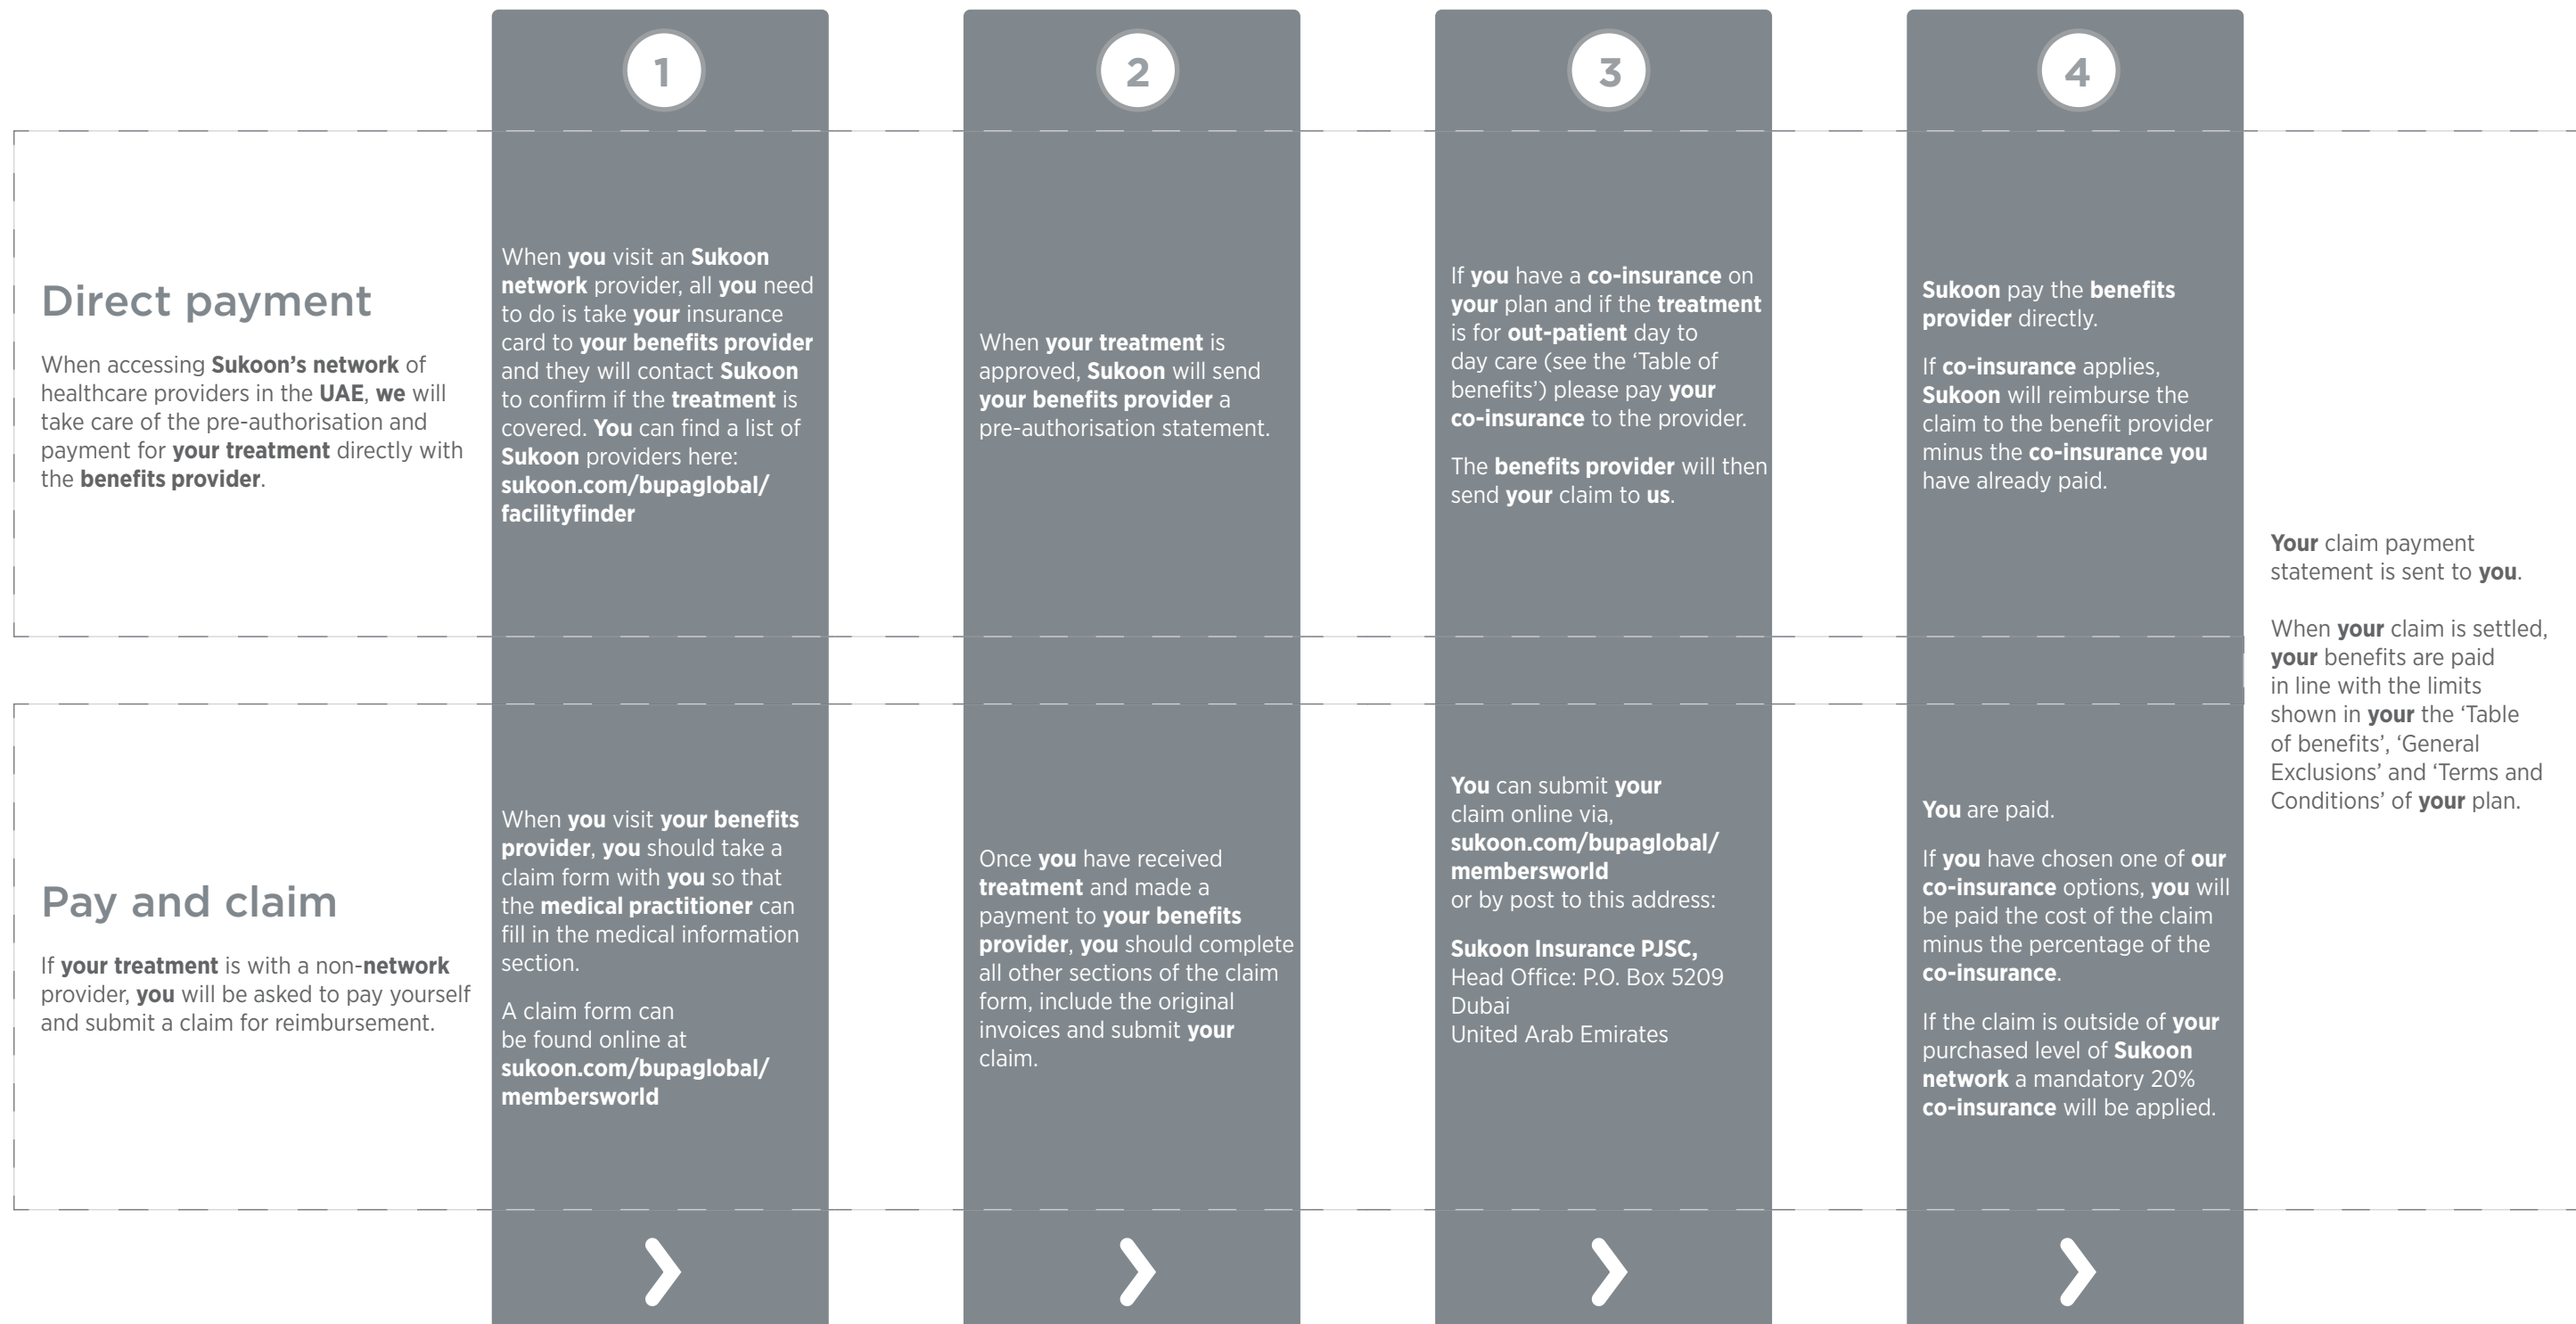 1
2
3
4
Direct payment
When accessing Sukoon's network of
healthcare providers in the UAE, we will
take care of the pre-authorisation and
payment for your treatment directly with
the benefits provider.
When you visit an Sukoon
network provider, all you need
to do is take your insurance
card to your benefits provider
and they will contact Sukoon
to confirm if the treatment is
covered. You can find a list of
Sukoon providers here:
sukoon.com/bupaglobal/
facilityfinder
When your treatment is
approved, Sukoon will send
your benefits provider a
pre-authorisation statement.
If you have a co-insurance on
your plan and if the treatment
is for out-patient day to
day care (see the ‘Table of
benefits’) please pay your
co-insurance to the provider.
The benefits provider will then
send your claim to us.
Sukoon pay the benefits
provider directly.
If co-insurance applies,
Sukoon will reimburse the
claim to the benefit provider
minus the co-insurance you
have already paid.
Pay and claim
If your treatment is with a non-network
provider, you will be asked to pay yourself
and submit a claim for reimbursement.
When you visit your benefits
provider, you should take a
claim form with you so that
the medical practitioner can
fill in the medical information
section.
A claim form can
be found online at
sukoon.com/bupaglobal/
membersworld
Once you have received
treatment and made a
payment to your benefits
provider, you should complete
all other sections of the claim
form, include the original
invoices and submit your
claim.
You can submit your
claim online via,
sukoon.com/bupaglobal/
membersworld
or by post to this address:
Sukoon Insurance PJSC,
Head Office: P.O. Box 5209
Dubai
United Arab Emirates
You are paid.
If you have chosen one of our
co-insurance options, you will
be paid the cost of the claim
minus the percentage of the
co-insurance.
If the claim is outside of your
purchased level of Sukoon
network a mandatory 20%
co-insurance will be applied.
Your claim payment
statement is sent to you.
When your claim is settled,
your benefits are paid
in line with the limits
shown in your the ‘Table
of benefits’, ‘General
Exclusions’ and ‘Terms and
Conditions’ of your plan.